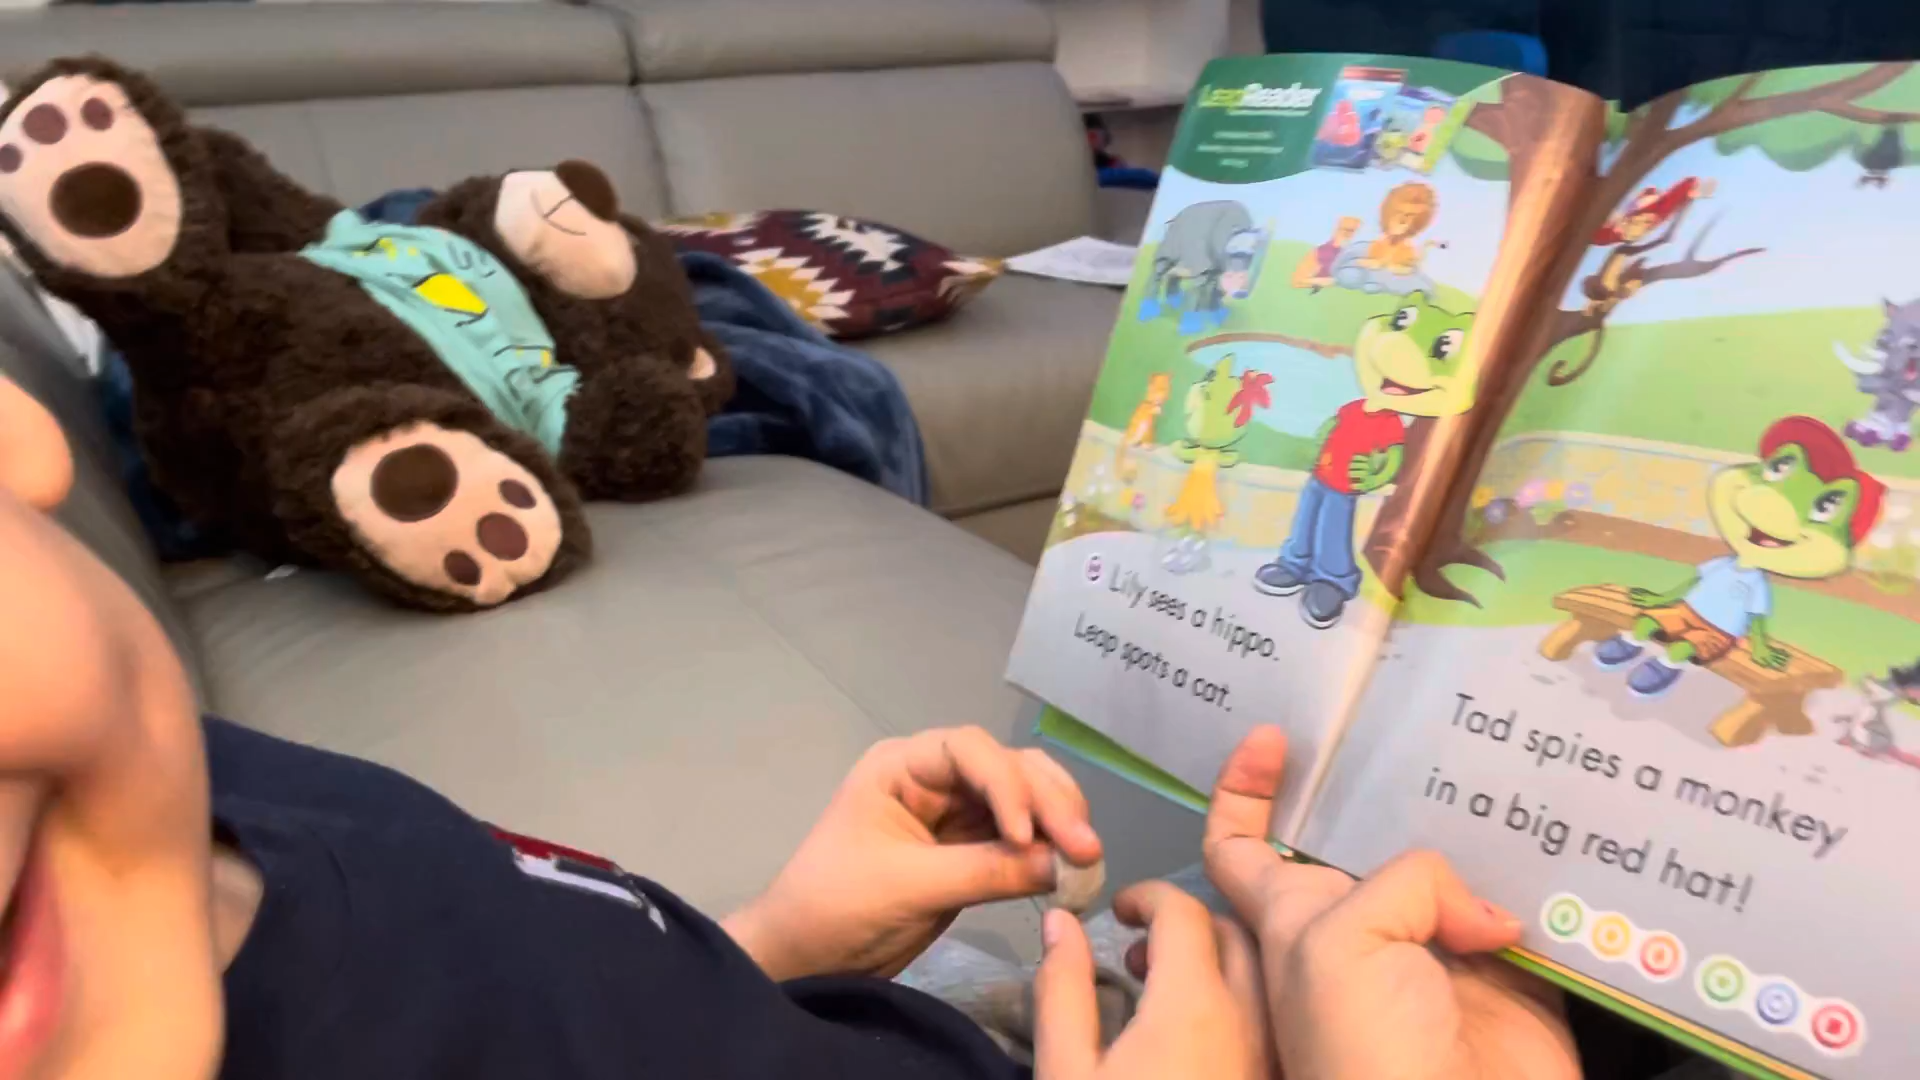 LeapReader
Lily sees a hippo.
Leap spots a cat.
Tad spies a monkey
in a big red hat!